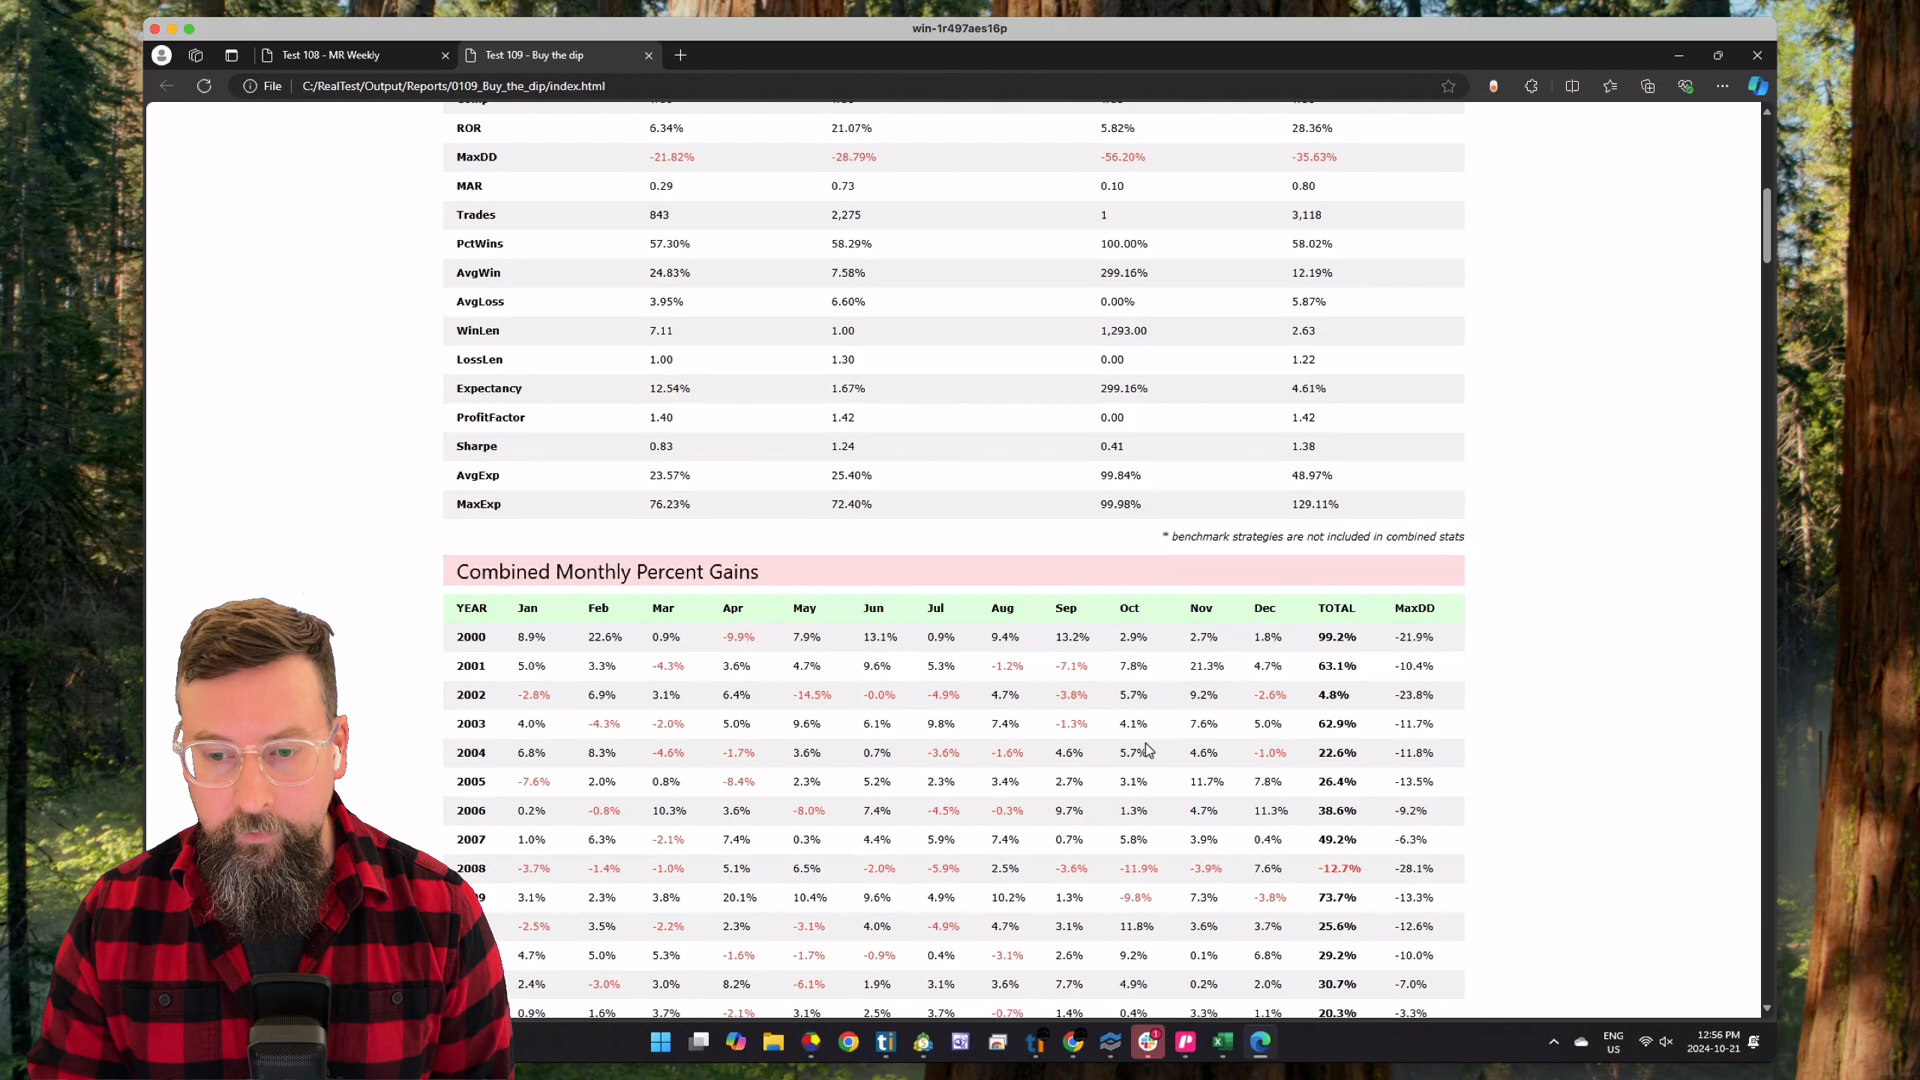 win-1r497aes16p
Test 108 - MR Weekly
Test 109 - Buy the dip
File C:/RealTest/Output/Reports/0109_Buy_the_dip/index.html
ROR 6.34% 21.07% 5.82% 28.36%
MaxDD -21.82% -28.79% -56.20% -35.63%
MAR 0.29 0.73 0.10 0.80
Trades 843 2,275 1 3,118
PctWins 57.30% 58.29% 100.00% 58.02%
AvgWin 24.83% 7.58% 299.16% 12.19%
AvgLoss 3.95% 6.60% 0.00% 5.87%
WinLen 7.11 1.00 1,293.00 2.63
LossLen 1.00 1.30 0.00 1.22
Expectancy 12.54% 1.67% 299.16% 4.61%
ProfitFactor 1.40 1.42 0.00 1.42
Sharpe 0.83 1.24 0.41 1.38
AvgExp 23.57% 25.40% 99.84% 48.97%
MaxExp 76.23% 72.40% 99.98% 129.11%
* benchmark strategies are not included in combined stats
Combined Monthly Percent Gains
YEAR Jan Feb Mar Apr May Jun Jul Aug Sep Oct Nov Dec TOTAL MaxDD
2000 8.9% 22.6% 0.9% -9.9% 7.9% 13.1% 0.9% 9.4% 13.2% 2.9% 2.7% 1.8% 99.2% -21.9%
2001 5.0% 3.3% -4.3% 3.6% 4.7% 9.6% 5.3% -1.2% -7.1% 7.8% 21.3% 4.7% 63.1% -10.4%
2002 -2.8% 6.9% 3.1% 6.4% -14.5% -0.0% -4.9% 4.7% -3.8% 5.7% 9.2% -2.6% 4.8% -23.8%
2003 4.0% -4.3% -2.0% 5.0% 9.6% 6.1% 9.8% 7.4% -1.3% 4.1% 7.6% 5.0% 62.9% -11.7%
2004 6.8% 8.3% -4.6% -1.7% 3.6% 0.7% -3.6% -1.6% 4.6% 5.7% 4.6% -1.0% 22.6% -11.8%
2005 -7.6% 2.0% 0.8% -8.4% 2.3% 5.2% 2.3% 3.4% 2.7% 3.1% 11.7% 7.8% 26.4% -13.5%
2006 0.2% -0.8% 10.3% 3.6% -8.0% 7.4% -4.5% -0.3% 9.7% 1.3% 4.7% 11.3% 38.6% -9.2%
2007 1.0% 6.3% -2.1% 7.4% 0.3% 4.4% 5.9% 7.4% 0.7% 5.8% 3.9% 0.4% 49.2% -6.3%
2008 -3.7% -1.4% -1.0% 5.1% 6.5% -2.0% -5.9% 2.5% -3.6% -11.9% -3.9% 7.6% -12.7% -28.1%
9 3.1% 2.3% 3.8% 20.1% 10.4% 9.6% 4.9% 10.2% 1.3% -9.8% 7.3% -3.8% 73.7% -13.3%
-2.5% 3.5% -2.2% 2.3% -3.1% 4.0% -4.9% 4.7% 3.1% 11.8% 3.6% 3.7% 25.6% -12.6%
4.7% 5.0% 5.3% -1.6% -1.7% -0.9% 0.4% -3.1% 2.6% 9.2% 0.1% 6.8% 29.2% -10.0%
2.4% -3.0% 3.0% 8.2% -6.1% 1.9% 3.1% 3.6% 7.7% 4.9% 0.2% 2.0% 30.7% -7.0%
0.9% 1.6% 3.7% -2.1% 3.1% 2.5% 3.7% -0.7% 1.4% 0.4% 3.3% 1.1% 20.3% -3.3%
ENG
US
12:56 PM
2024-10-21